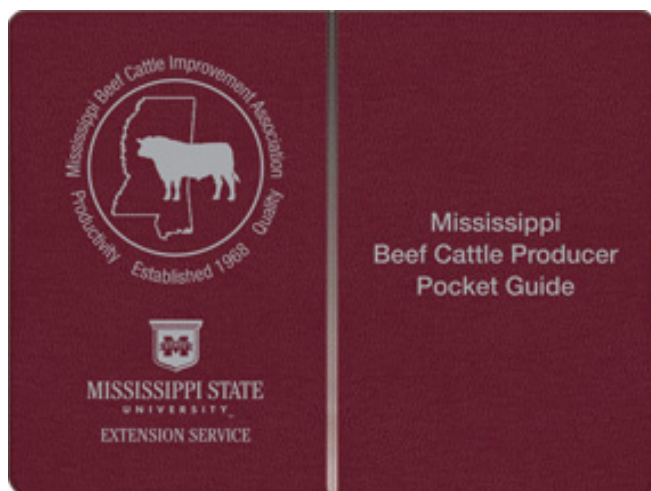 Mississippi Beef Cattle Improvement Association
Productivity Established 1968 Quality
MISSISSIPPI STATE
UNIVERSITY™
EXTENSION SERVICE
Mississippi
Beef Cattle Producer
Pocket Guide